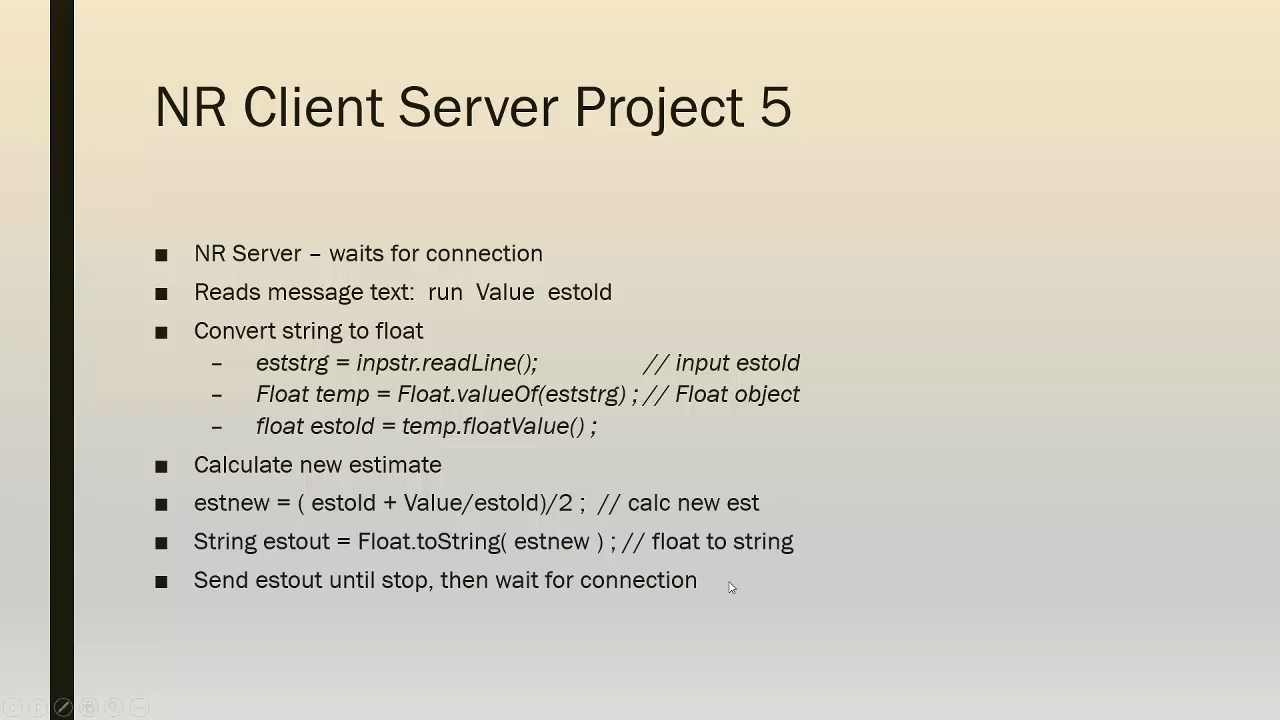 NR Client Server Project 5
■ NR Server – waits for connection
■ Reads message text: run Value estold
■ Convert string to float
– eststrg = inpstr.readLine(); // input estold
– Float temp = Float.valueOf(eststrg) ; // Float object
– float estold = temp.floatValue() ;
■ Calculate new estimate
■ estnew = ( estold + Value/estold)/2 ; // calc new est
■ String estout = Float.toString( estnew ) ; // float to string
■ Send estout until stop, then wait for connection